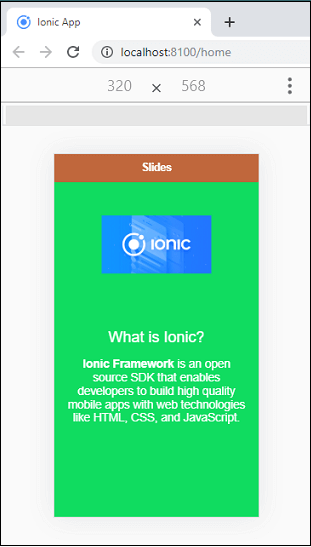 Ionic App
localhost:8100/home
320 × 568
Slides
IONIC
What is Ionic?
Ionic Framework is an open
source SDK that enables
developers to build high quality
mobile apps with web technologies
like HTML, CSS, and JavaScript.